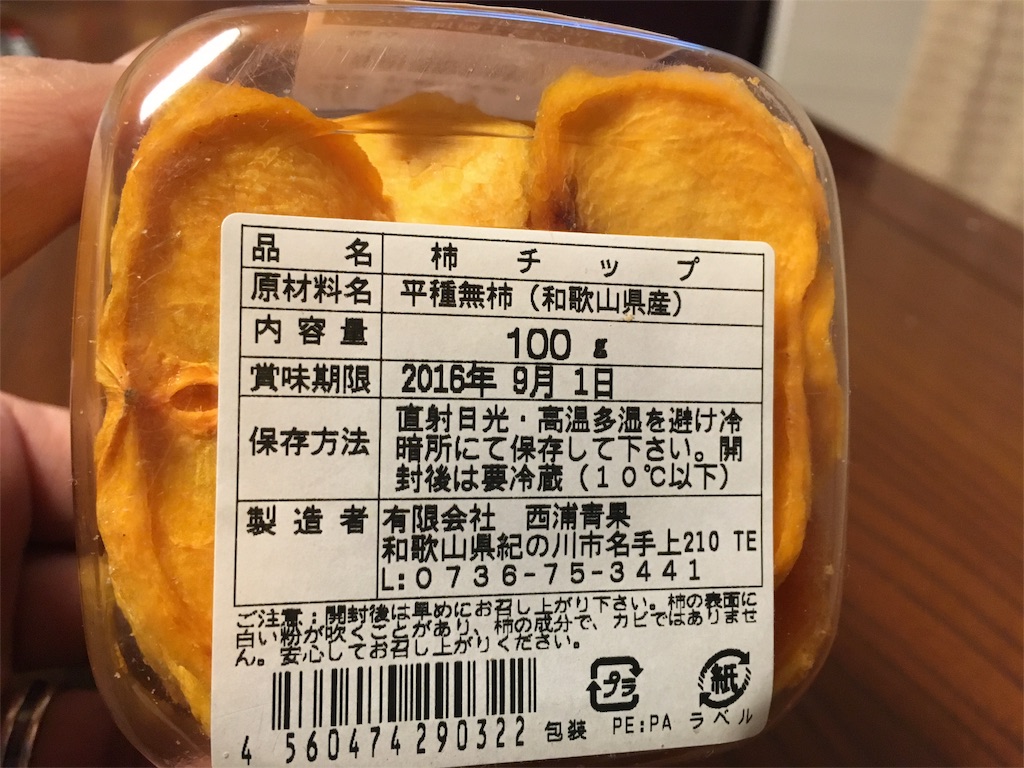 品名 柿チップ
原材料名 平種無柿(和歌山県産)
内容量 100g
賞味期限 2016年 9月 1日
保存方法 直射日光・高温多湿を避け冷
暗所にて保存して下さい。開
封後は要冷蔵(10℃以下)
製造者 有限会社 西浦青果
和歌山県紀の川市名手上210 TE
L:0736-75-3441
ご注意:開封後は早めにお召し上がり下さい。柿の表面に
白い粉が吹くことがあり、柿の成分で、カビではありませ
ん。安心してお召し上がりください。
プラ 紙
4 560474 290322 包装 PE:PA ラベル